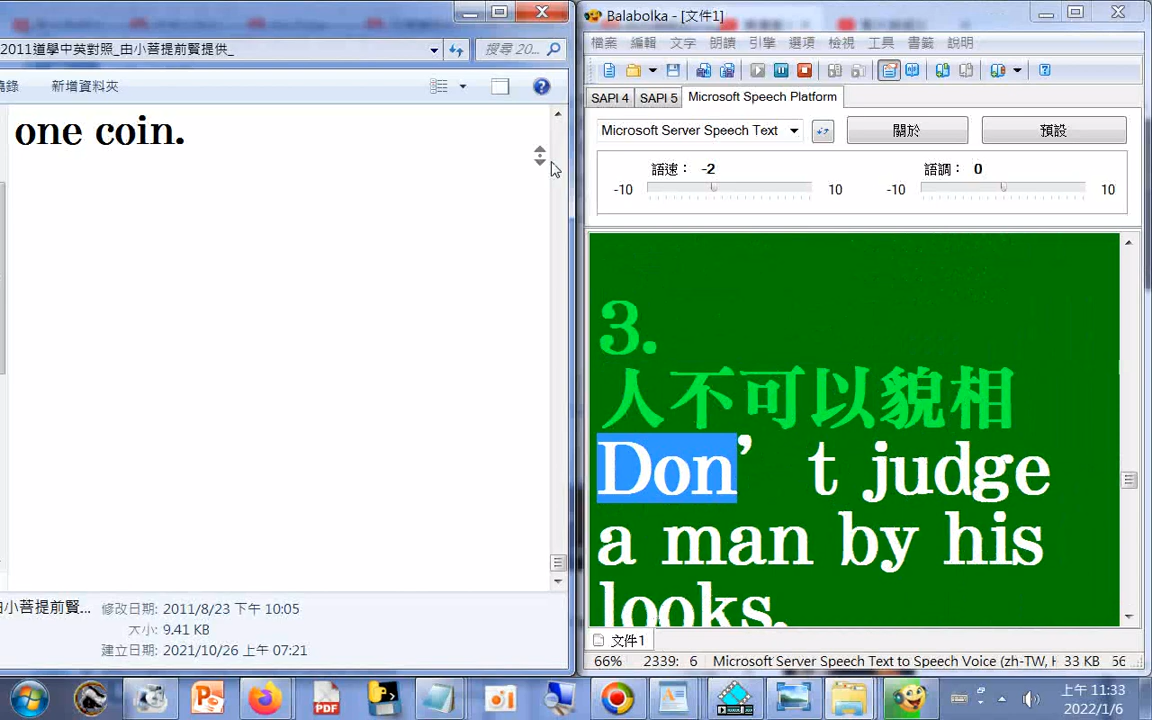 2011道學中英對照_由小菩提前賢提供_
搜尋 20...
新增資料夾
one coin.
修改日期: 2011/8/23 下午 10:05
大小: 9.41 KB
建立日期: 2021/10/26 上午 07:21
Balabolka - [文件1]
檔案 編輯 文字 朗讀 引擎 選項 檢視 工具 書籤 說明
SAPI 4 SAPI 5 Microsoft Speech Platform
Microsoft Server Speech Text 關於 預設
語速： -2 語調： 0
-10 10 -10 10
3.
人不可以貌相
Don’t judge
a man by his
looks.
文件1
66% 2339: 6 Microsoft Server Speech Text to Speech Voice (zh-TW, H 33 KB 56
PDF
上午 11:33
2022/1/6